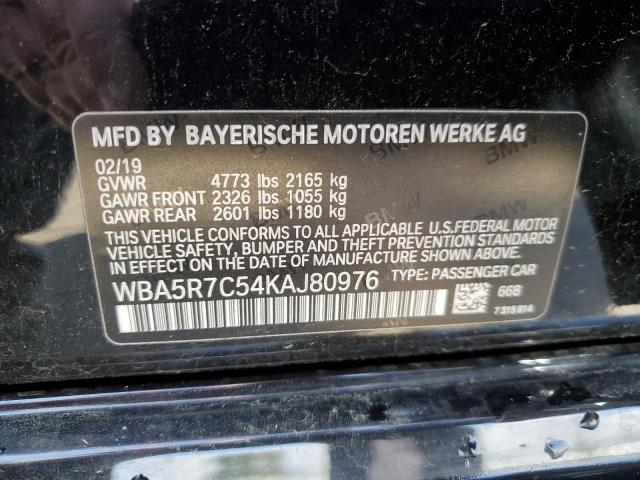 MFD BY BAYERISCHE MOTOREN WERKE AG
02/19
GVWR 4773 lbs 2165 kg
GAWR FRONT 2326 lbs 1055 kg
GAWR REAR 2601 lbs 1180 kg
THIS VEHICLE CONFORMS TO ALL APPLICABLE U.S.FEDERAL MOTOR
VEHICLE SAFETY, BUMPER AND THEFT PREVENTION STANDARDS
IN EFFECT ON THE DATE OF MANUFACTURE SHOWN ABOVE.
WBA5R7C54KAJ80976 TYPE: PASSENGER CAR
668
7315814